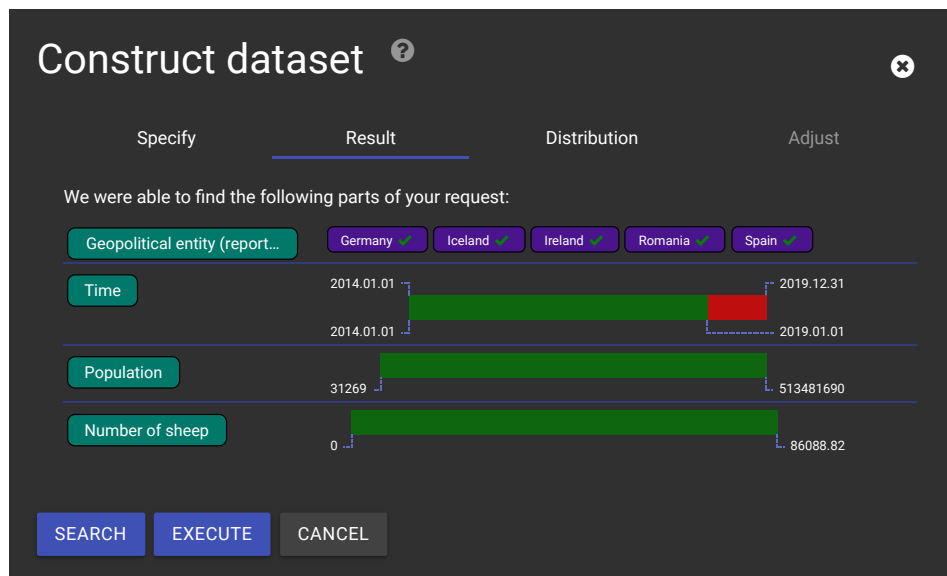 Construct dataset ?
Specify Result Distribution Adjust
We were able to find the following parts of your request:
Geopolitical entity (report... Germany Iceland Ireland Romania Spain
2014.01.01 2019.12.31
Time
2014.01.01 2019.01.01
Population
31269 513481690
Number of sheep
0 86088.82
SEARCH EXECUTE CANCEL